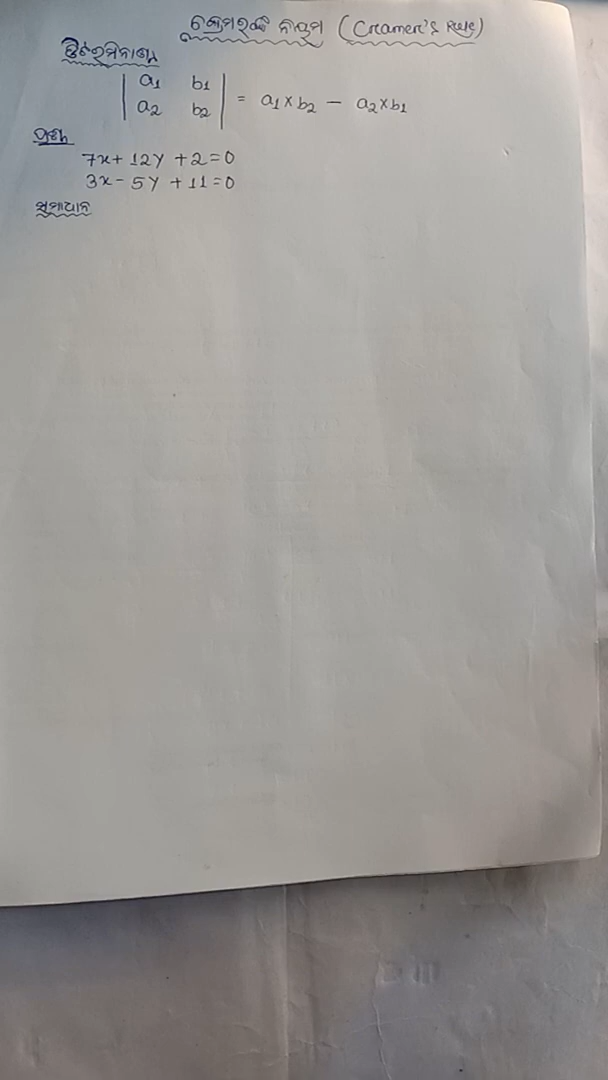 କ୍ରେମରଙ୍କ ନିୟମ (Cramer's Rule)
ଡିଟରମିନାଣ୍ଟ
| a1 b1 |
| a2 b2 | = a1 x b2 - a2 x b1
ପ୍ରଶ୍ନ
7x + 12y + 2 = 0
3x - 5y + 11 = 0
ସମାଧାନ